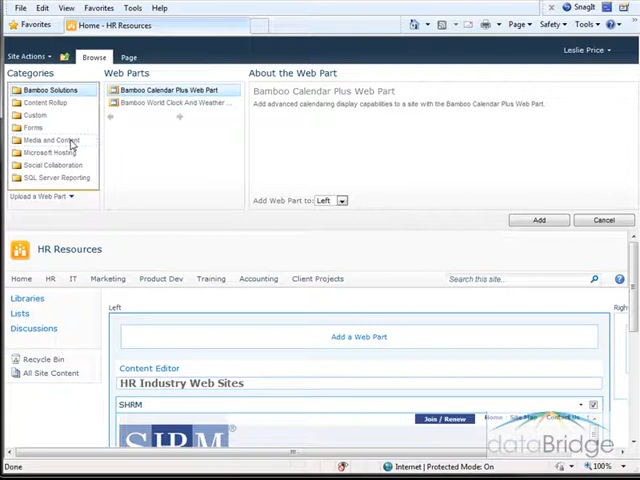 File Edit View Favorites Tools Help
SnagIt
Favorites Home - HR Resources
Page Safety Tools
Leslie Price
Site Actions Browse Page
Categories Web Parts About the Web Part
Bamboo Solutions
Content Rollup
Custom
Forms
Media and Content
Microsoft Hosting
Social Collaboration
SQL Server Reporting
Upload a Web Part
Bamboo Calendar Plus Web Part
Bamboo World Clock And Weather ...
Bamboo Calendar Plus Web Part
Add advanced calendaring display capabilities to a site with the Bamboo Calendar Plus Web Part.
Add Web Part to: Left
Add Cancel
HR Resources
Home HR IT Marketing Product Dev Training Accounting Client Projects Search this site...
Libraries
Lists
Discussions
Recycle Bin
All Site Content
Left
Add a Web Part
Content Editor
HR Industry Web Sites
SHRM
Join / Renew Home Site Map Contact Us
SHRM®
dataBridge
Done Internet | Protected Mode: On 100%